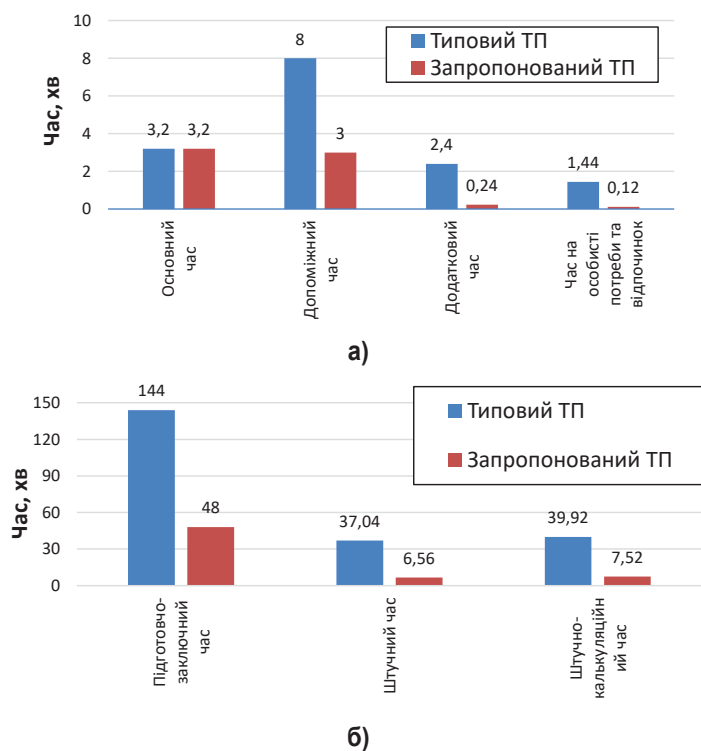 10
8
6
4
2
0
Час, хв
Типовий ТП
Запропонований ТП
3,2
3,2
8
3
2,4
0,24
1,44
0,12
Основний
час
Допоміжний
час
Додатковий
час
Час на
особисті
потреби та
відпочинок
а)
150
120
90
60
30
0
Час, хв
Типовий ТП
Запропонований ТП
144
48
37,04
6,56
39,92
7,52
Підготовчо-
заключний
час
Штучний час
Штучно-
калькуляційн
ий час
б)